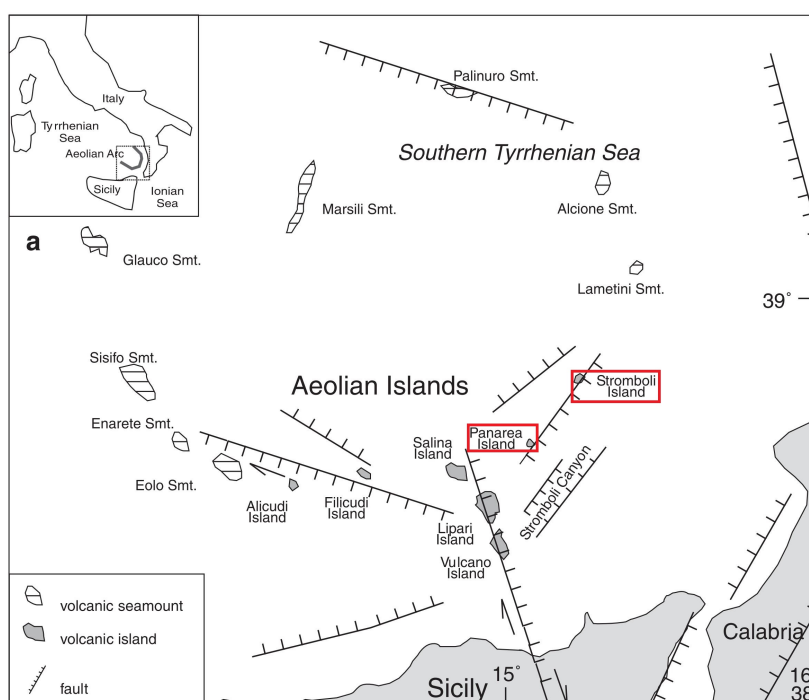 Italy
Tyrrhenian
Sea
Aeolian Arc
Sicily
Ionian
Sea
a
Palinuro Smt.
Southern Tyrrhenian Sea
Marsili Smt.
Alcione Smt.
Glauco Smt.
Lametini Smt.
39°
Sisifo Smt.
Aeolian Islands
Stromboli
Island
Enarete Smt.
Panarea
Island
Salina
Island
Eolo Smt.
Alicudi
Island
Filicudi
Island
Stromboli Canyon
Lipari
Island
Vulcano
Island
volcanic seamount
volcanic island
fault
Calabria
Sicily
15°
16
38